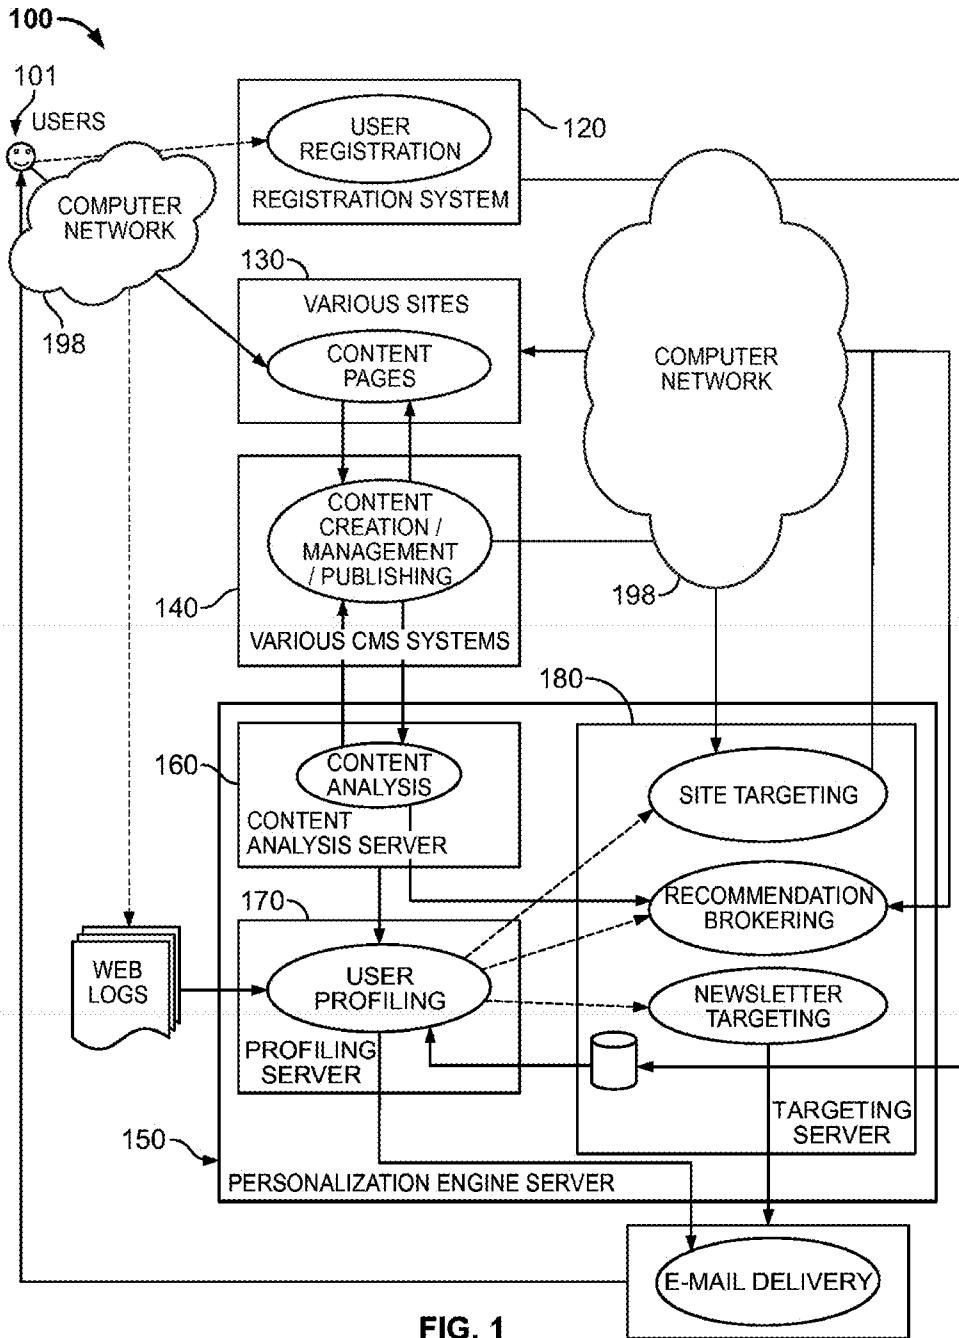 100
101
USERS
USER
REGISTRATION
REGISTRATION SYSTEM
120
COMPUTER
NETWORK
198
130
VARIOUS SITES
CONTENT
PAGES
COMPUTER
NETWORK
198
CONTENT
CREATION /
MANAGEMENT
/ PUBLISHING
140
VARIOUS CMS SYSTEMS
180
160
CONTENT
ANALYSIS
CONTENT
ANALYSIS SERVER
SITE TARGETING
RECOMMENDATION
BROKERING
170
WEB
LOGS
USER
PROFILING
PROFILING
SERVER
NEWSLETTER
TARGETING
TARGETING
SERVER
150
PERSONALIZATION ENGINE SERVER
E-MAIL DELIVERY
FIG. 1